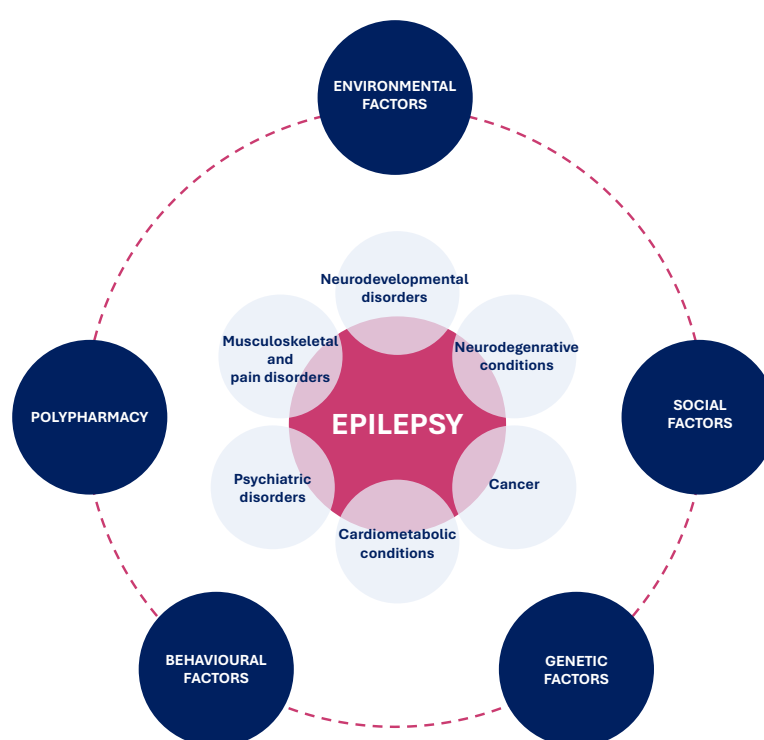 ENVIRONMENTAL
FACTORS
Neurodevelopmental
disorders
Musculoskeletal
and
pain disorders
Neurodegenrative
conditions
POLYPHARMACY
EPILEPSY
SOCIAL
FACTORS
Psychiatric
disorders
Cancer
Cardiometabolic
conditions
BEHAVIOURAL
FACTORS
GENETIC
FACTORS